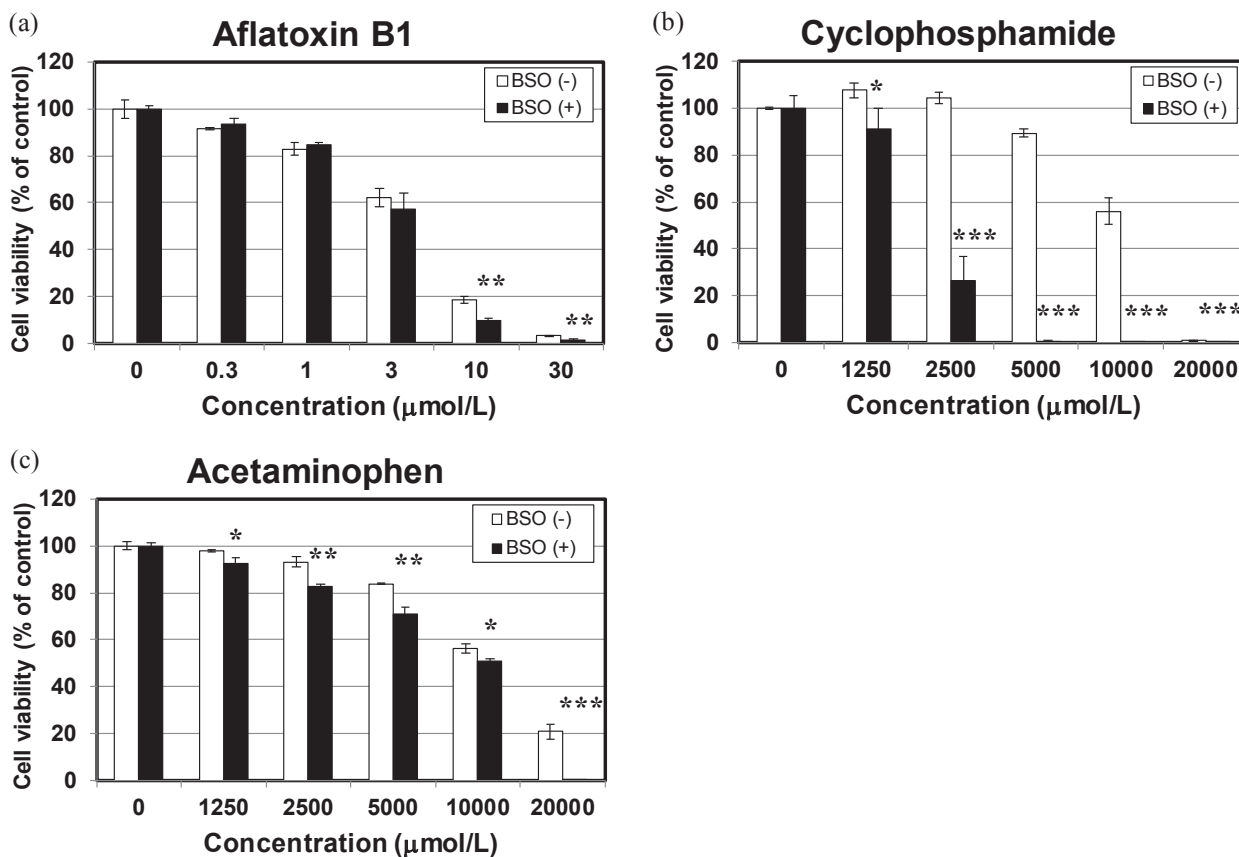 (a)
Aflatoxin B1
Cell viability (% of control)
120
100
80
60
40
20
0
BSO (-)
BSO (+)
**
**
0 0.3 1 3 10 30
Concentration (μmol/L)
(b)
Cyclophosphamide
Cell viability (% of control)
120
100
80
60
40
20
0
BSO (-)
BSO (+)
*
***
***
***
***
0 1250 2500 5000 10000 20000
Concentration (μmol/L)
(c)
Acetaminophen
Cell viability (% of control)
120
100
80
60
40
20
0
BSO (-)
BSO (+)
*
**
**
*
***
0 1250 2500 5000 10000 20000
Concentration (μmol/L)